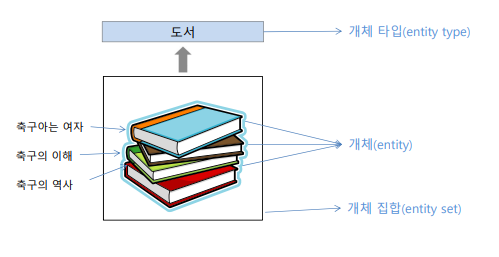 도서
개체 타입(entity type)
축구아는 여자
축구의 이해
축구의 역사
개체(entity)
개체 집합(entity set)